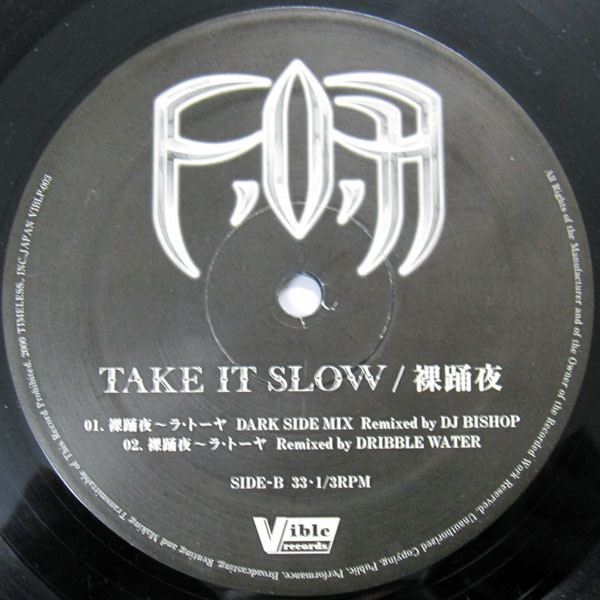 F,O,H
TAKE IT SLOW / 裸踊夜
01. 裸踊夜〜ラ・トーヤ DARK SIDE MIX Remixed by DJ BISHOP
02. 裸踊夜〜ラ・トーヤ Remixed by DRIBBLE WATER
SIDE-B 33・1/3RPM
Vible
records
All Rights of the Manufacturer and of the Owner of the Recorded Work Reserved. Unauthorized Copying, Public, Performance, Broadcasting, Renting and Making Transmittable of This Record Prohibited. 2000 TIMELESS., INC.JAPAN VIBLP-003